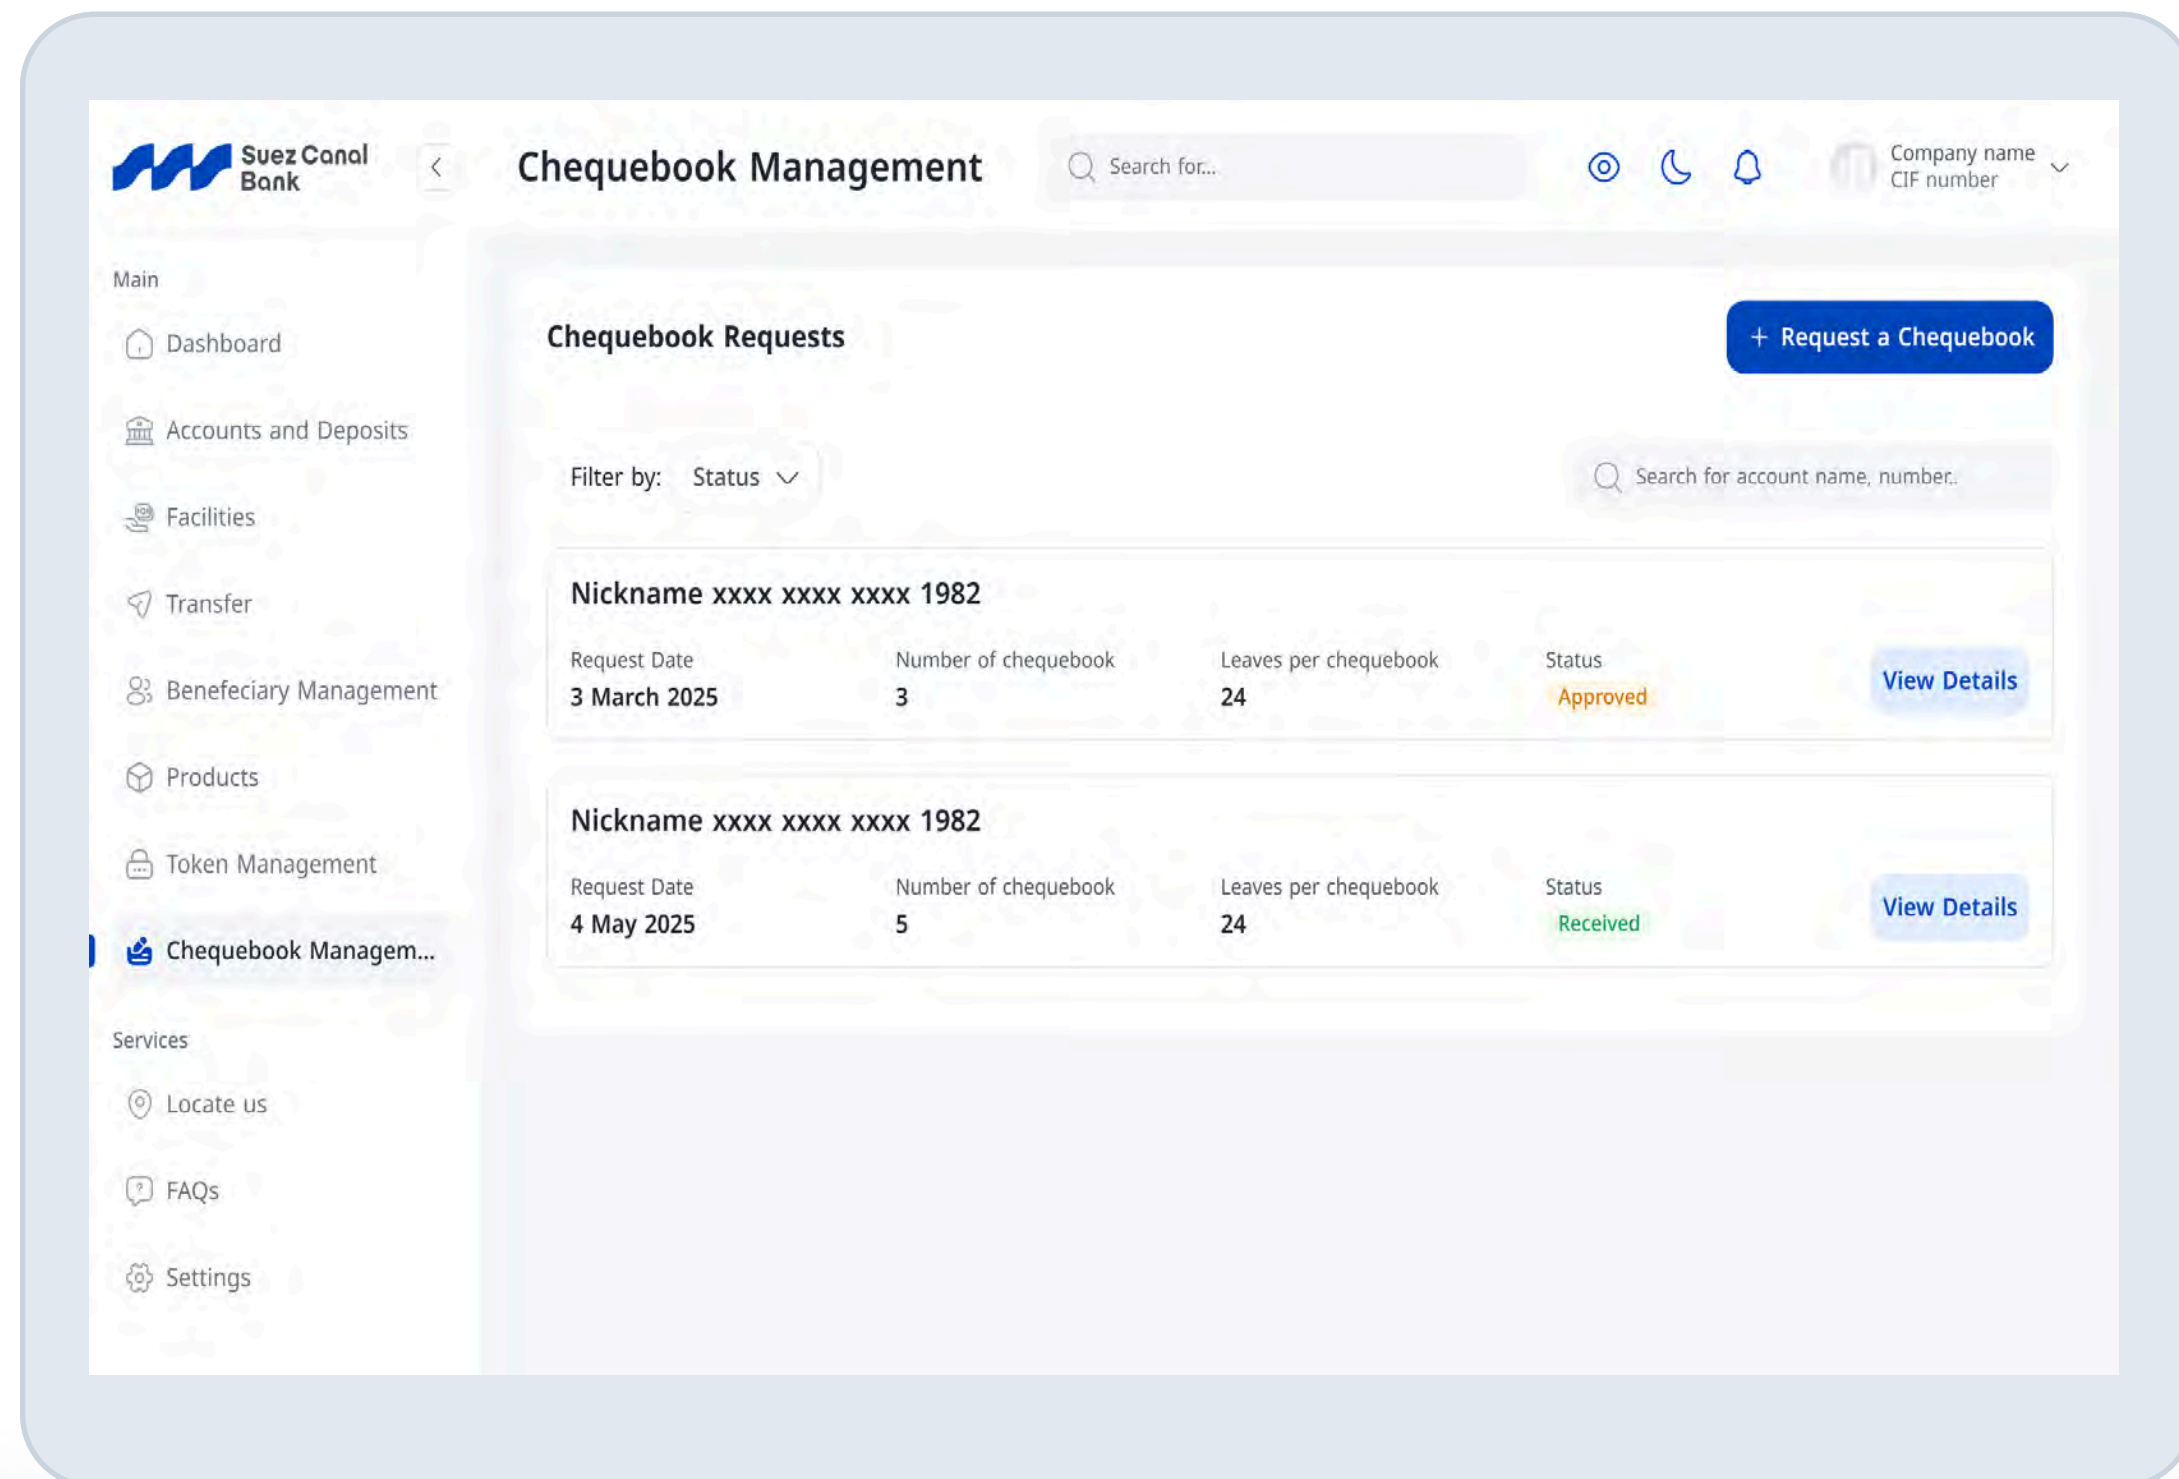 Suez Canal
Bank
Chequebook Management
Search for...
Company name
CIF number
Main
Dashboard
Accounts and Deposits
Facilities
Transfer
Benefeciary Management
Products
Token Management
Chequebook Managem...
Services
Locate us
FAQs
Settings
Chequebook Requests
+ Request a Chequebook
Filter by: Status
Search for account name, number..
Nickname xxxx xxxx xxxx 1982
Request Date Number of chequebook Leaves per chequebook Status
3 March 2025 3 24 Approved
View Details
Nickname xxxx xxxx xxxx 1982
Request Date Number of chequebook Leaves per chequebook Status
4 May 2025 5 24 Received
View Details